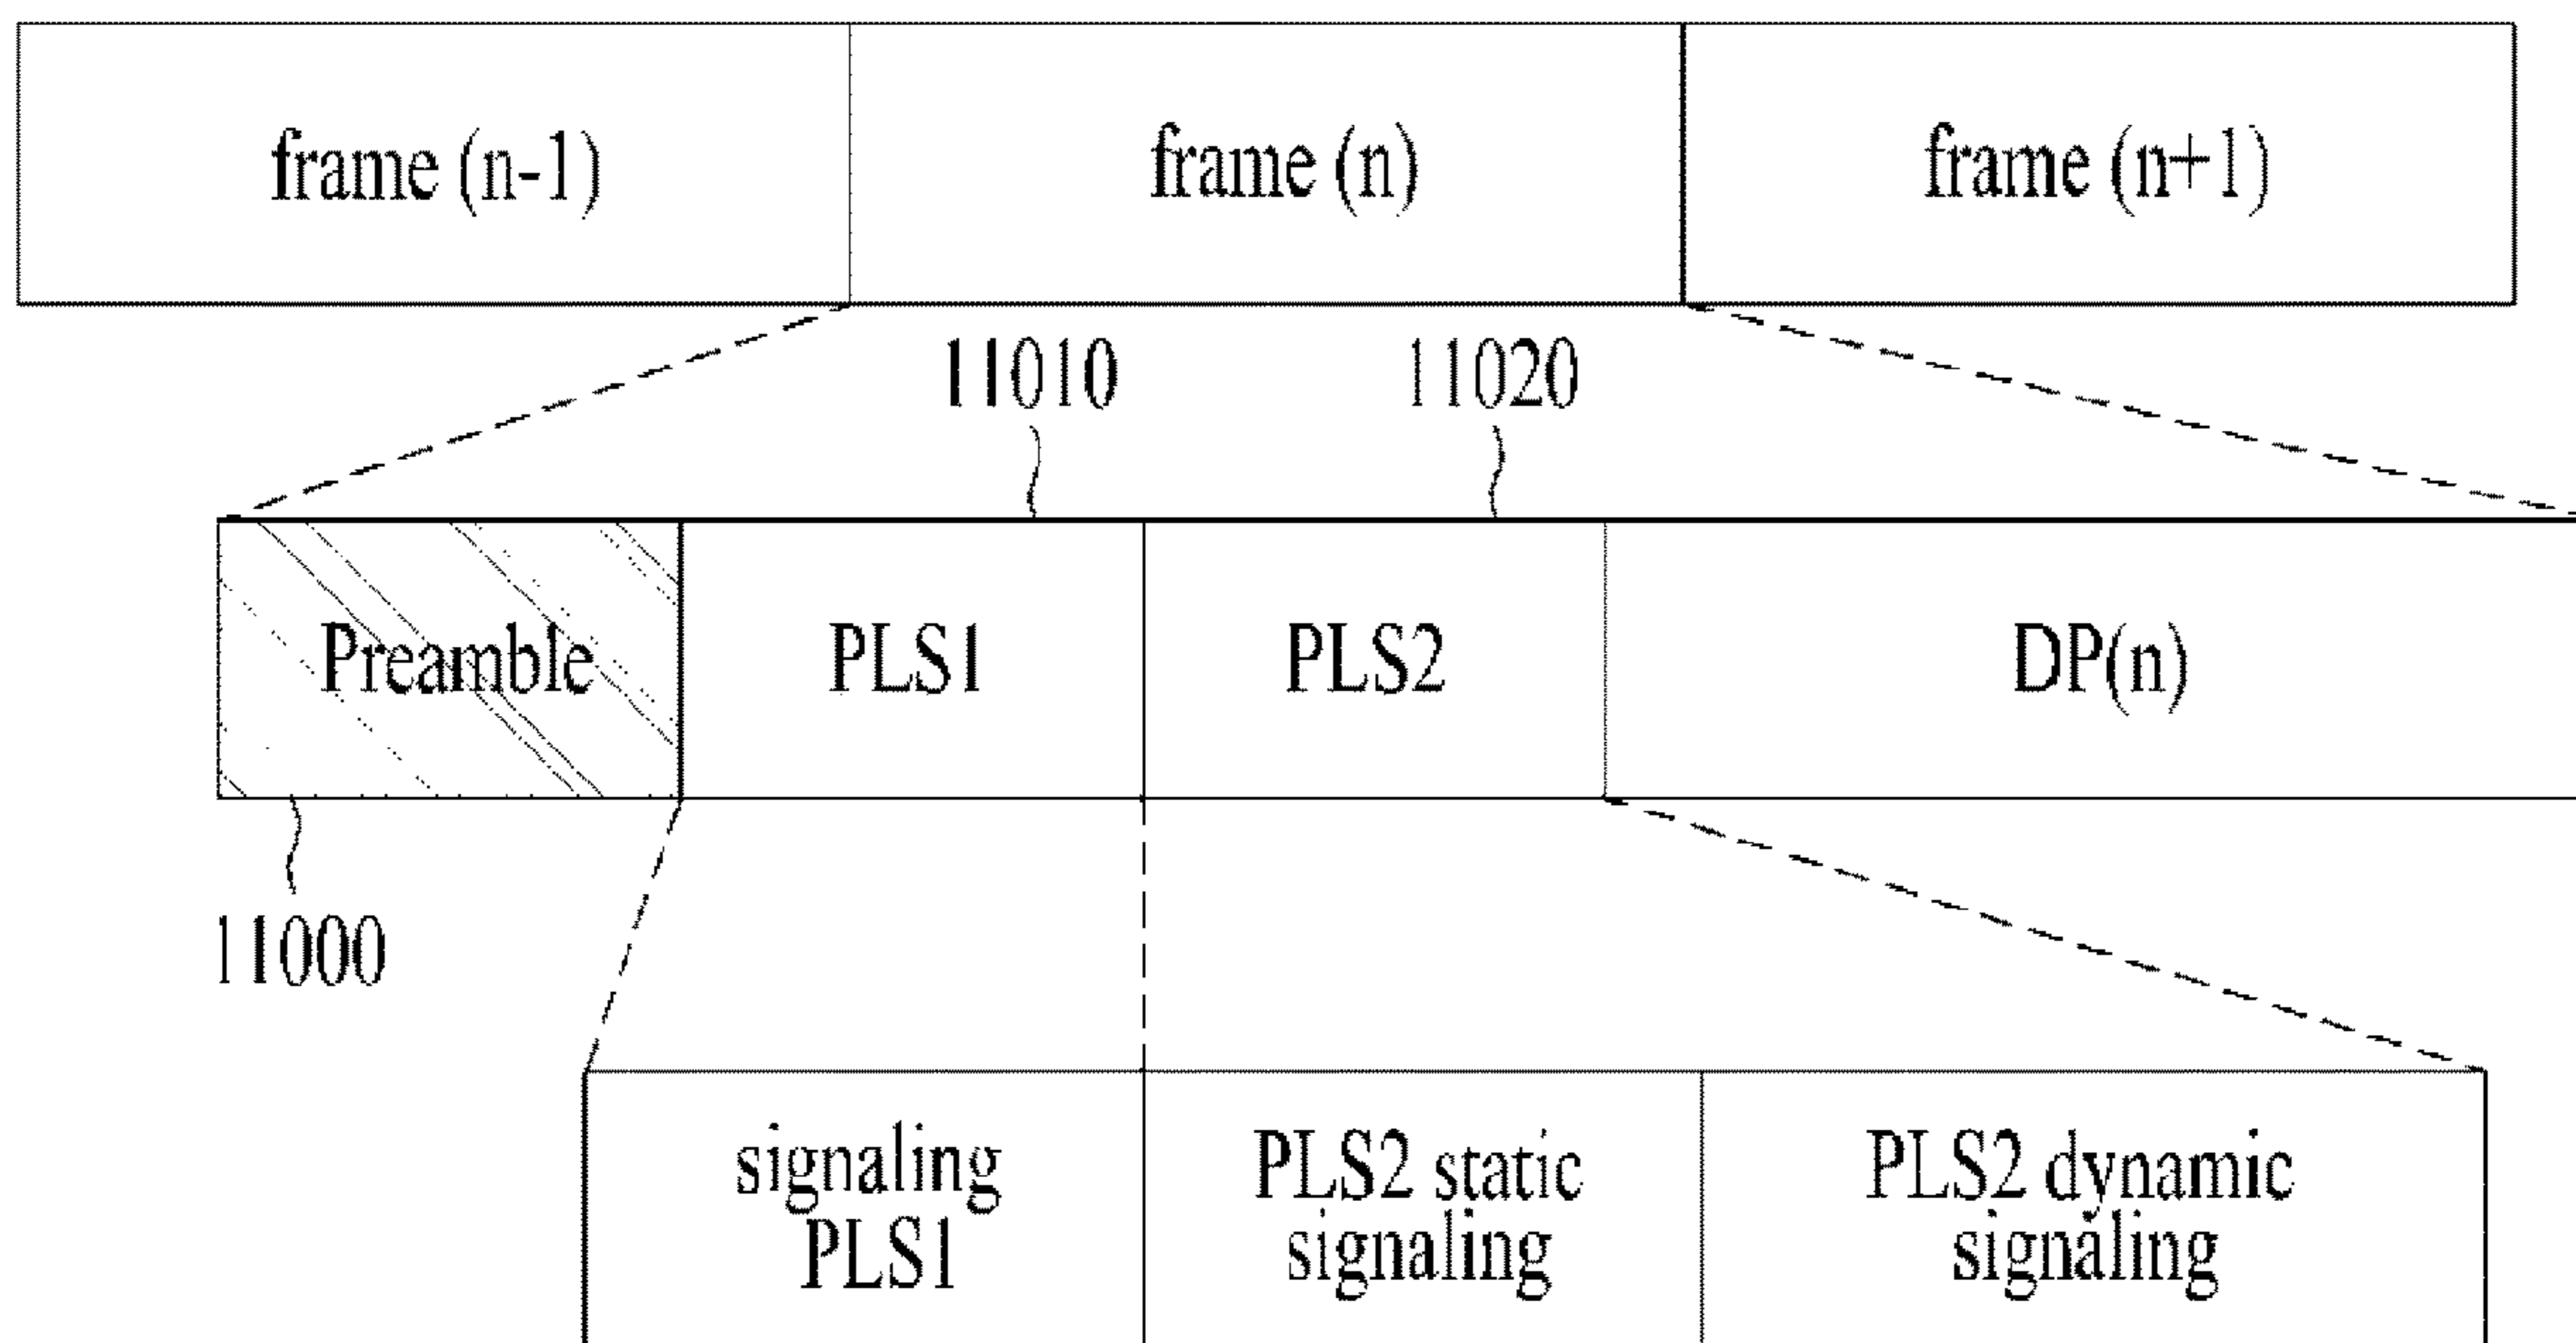 frame (n-1)
frame (n)
frame (n+1)
11010
11020
Preamble
PLS1
PLS2
DP(n)
11000
signaling
PLS1
PLS2 static
signaling
PLS2 dynamic
signaling